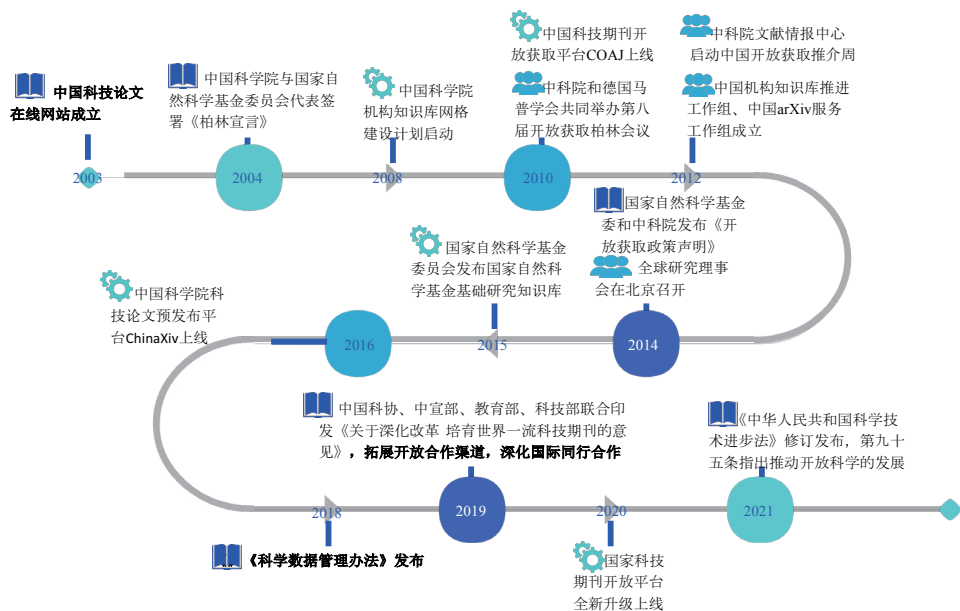 中国科技论文
在线网站成立
2003
中国科学院与国家自
然科学基金委员会代表签
署《柏林宣言》
2004
中国科学院
机构知识库网格
建设计划启动
2008
中国科技期刊开
放获取平台COAJ上线
中科院和德国马
普学会共同举办第八
届开放获取柏林会议
2010
中科院文献情报中心
启动中国开放获取推介周
中国机构知识库推进
工作组、中国arXiv服务
工作组成立
2012
国家自然科学基金
委和中科院发布《开
放获取政策声明》
全球研究理事
会在北京召开
2014
国家自然科学基金
委员会发布国家自然科
学基金基础研究知识库
2015
中国科学院科
技论文预发布平
台ChinaXiv上线
2016
《科学数据管理办法》发布
2018
中国科协、中宣部、教育部、科技部联合印
发《关于深化改革 培育世界一流科技期刊的意
见》，拓展开放合作渠道，深化国际同行合作
2019
国家科技
期刊开放平台
全新升级上线
2020
《中华人民共和国科学技
术进步法》修订发布，第九十
五条指出推动开放科学的发展
2021